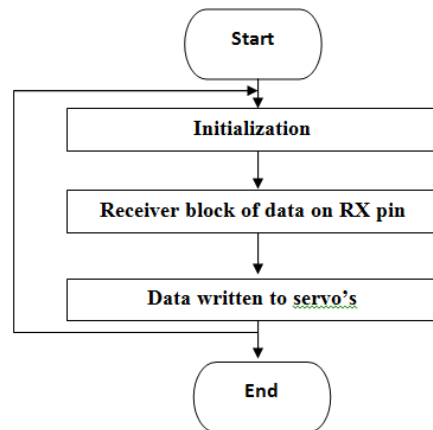 Start
Initialization
Receiver block of data on RX pin
Data written to servo's
End